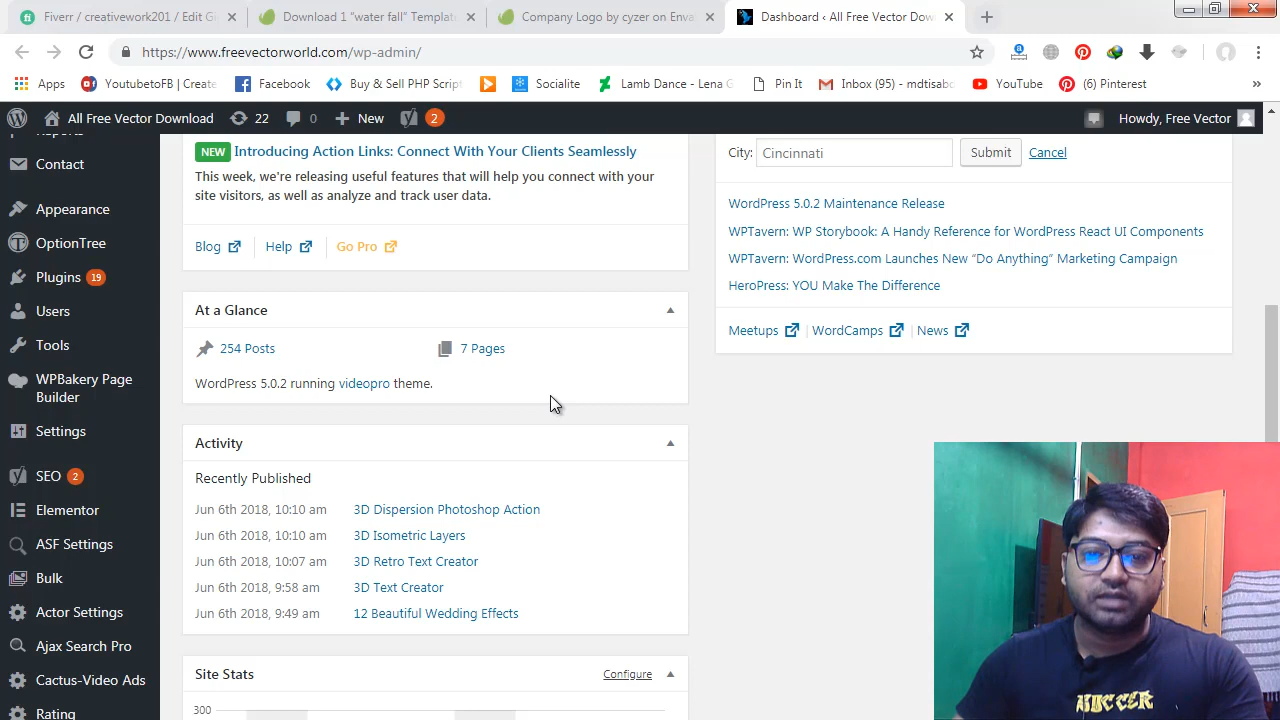 Fiverr / creativework201 / Edit Gi
Download 1 "water fall" Templat
Company Logo by cyzer on Enva
Dashboard ‹ All Free Vector Dow
https://www.freevectorworld.com/wp-admin/
Apps
YoutubetoFB | Create
Facebook
Buy & Sell PHP Script
Socialite
Lamb Dance - Lena G
Pin It
Inbox (95) - mdtisab
YouTube
(6) Pinterest
»
All Free Vector Download
22
0
New
2
Howdy, Free Vector
Contact
Appearance
OptionTree
Plugins 19
Users
Tools
WPBakery Page
Builder
Settings
SEO 2
Elementor
ASF Settings
Bulk
Actor Settings
Ajax Search Pro
Cactus-Video Ads
Rating
NEW Introducing Action Links: Connect With Your Clients Seamlessly
This week, we're releasing useful features that will help you connect with your
site visitors, as well as analyze and track user data.
Blog
Help
Go Pro
At a Glance
254 Posts
7 Pages
WordPress 5.0.2 running videopro theme.
Activity
Recently Published
Jun 6th 2018, 10:10 am 3D Dispersion Photoshop Action
Jun 6th 2018, 10:10 am 3D Isometric Layers
Jun 6th 2018, 10:07 am 3D Retro Text Creator
Jun 6th 2018, 9:58 am 3D Text Creator
Jun 6th 2018, 9:49 am 12 Beautiful Wedding Effects
Site Stats
Configure
300
City: Cincinnati Submit Cancel
WordPress 5.0.2 Maintenance Release
WPTavern: WP Storybook: A Handy Reference for WordPress React UI Components
WPTavern: WordPress.com Launches New “Do Anything” Marketing Campaign
HeroPress: YOU Make The Difference
Meetups
WordCamps
News